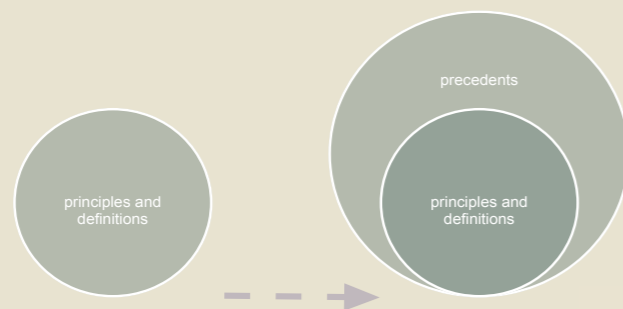 principles and
definitions
precedents
principles and
definitions